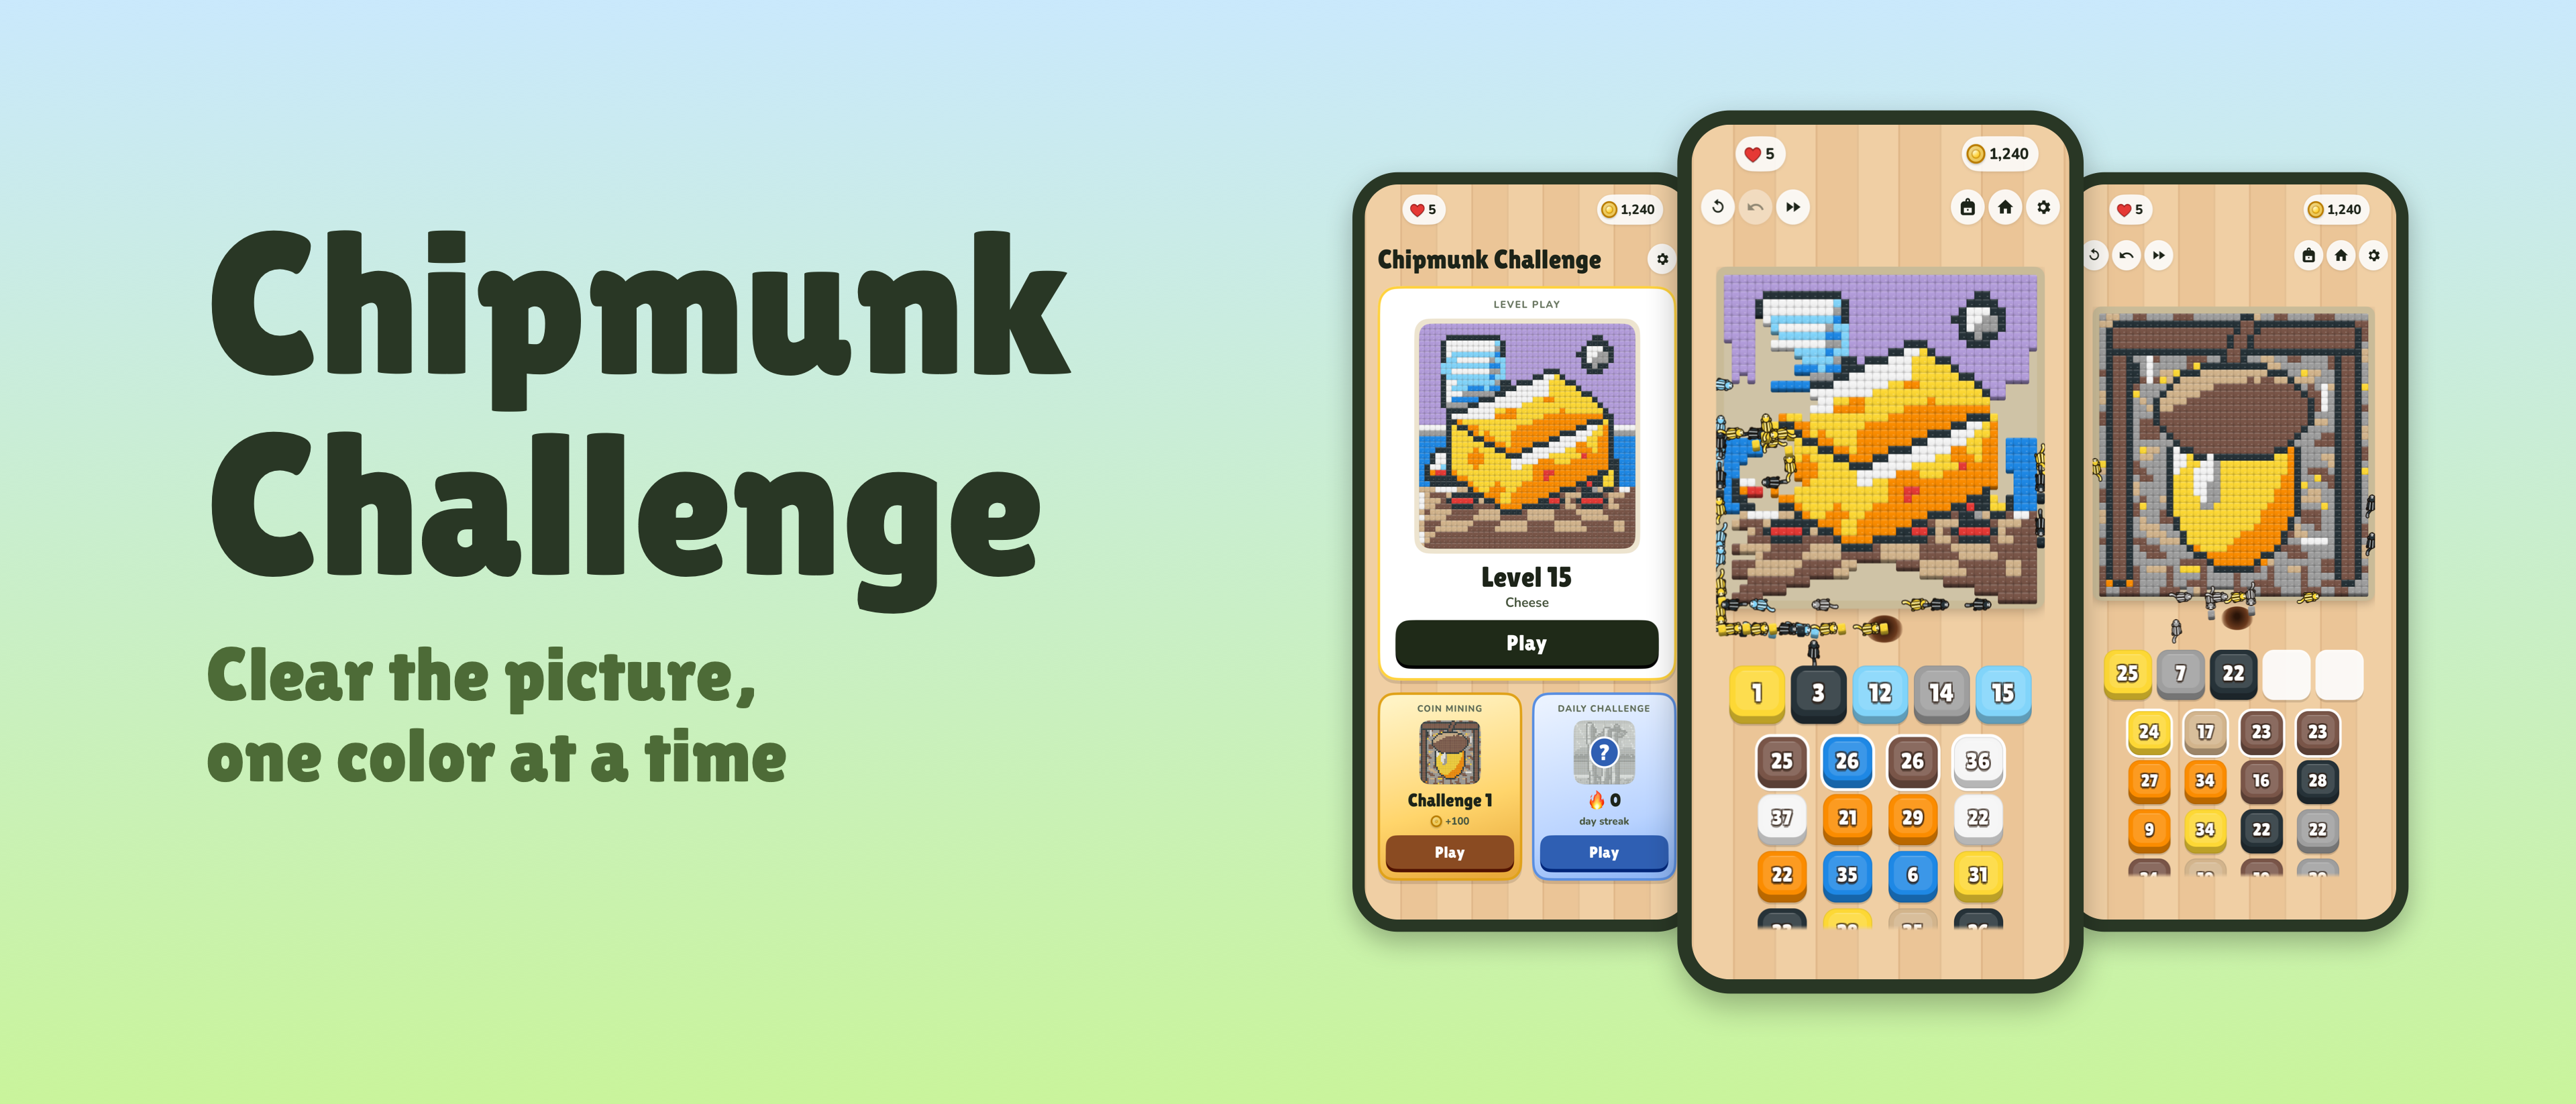 Chipmunk
Challenge
Clear the picture,
one color at a time
5
1,240
Chipmunk Challenge
LEVEL PLAY
Level 15
Cheese
Play
COIN MINING
Challenge 1
+100
Play
DAILY CHALLENGE
?
0
day streak
Play
5
1,240
1 3 12 14 15
25 26 26 36
37 21 29 22
22 35 6 31
5
1,240
25 7 22
24 17 23 23
27 34 16 28
9 34 22 22